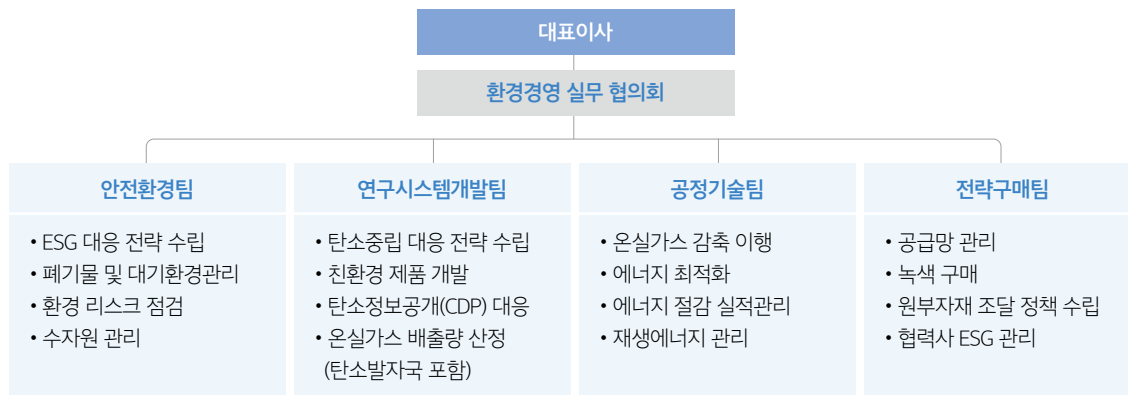 대표이사
환경경영 실무 협의회
안전환경팀
• ESG 대응 전략 수립
• 폐기물 및 대기환경관리
• 환경 리스크 점검
• 수자원 관리
연구시스템개발팀
• 탄소중립 대응 전략 수립
• 친환경 제품 개발
• 탄소정보공개(CDP) 대응
• 온실가스 배출량 산정
(탄소발자국 포함)
공정기술팀
• 온실가스 감축 이행
• 에너지 최적화
• 에너지 절감 실적관리
• 재생에너지 관리
전략구매팀
• 공급망 관리
• 녹색 구매
• 원부자재 조달 정책 수립
• 협력사 ESG 관리